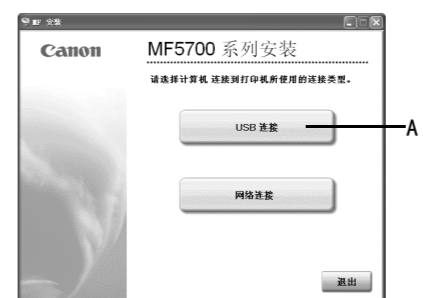 MF 安装
Canon
MF5700 系列安装
请选择计算机 连接到打印机所使用的连接类型。
USB 连接
A
网络连接
退出